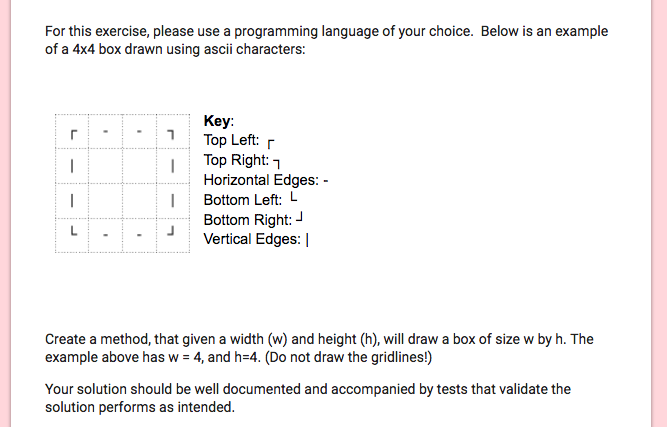 For this exercise, please use a programming language of your choice.  Below is an example
of a 4x4 box drawn using ascii characters:
┌ - - ┐
| |
| |
└ - - ┘
Key:
Top Left: ┌
Top Right: ┐
Horizontal Edges: -
Bottom Left: └
Bottom Right: ┘
Vertical Edges: |
Create a method, that given a width (w) and height (h), will draw a box of size w by h. The
example above has w = 4, and h=4. (Do not draw the gridlines!)
Your solution should be well documented and accompanied by tests that validate the
solution performs as intended.